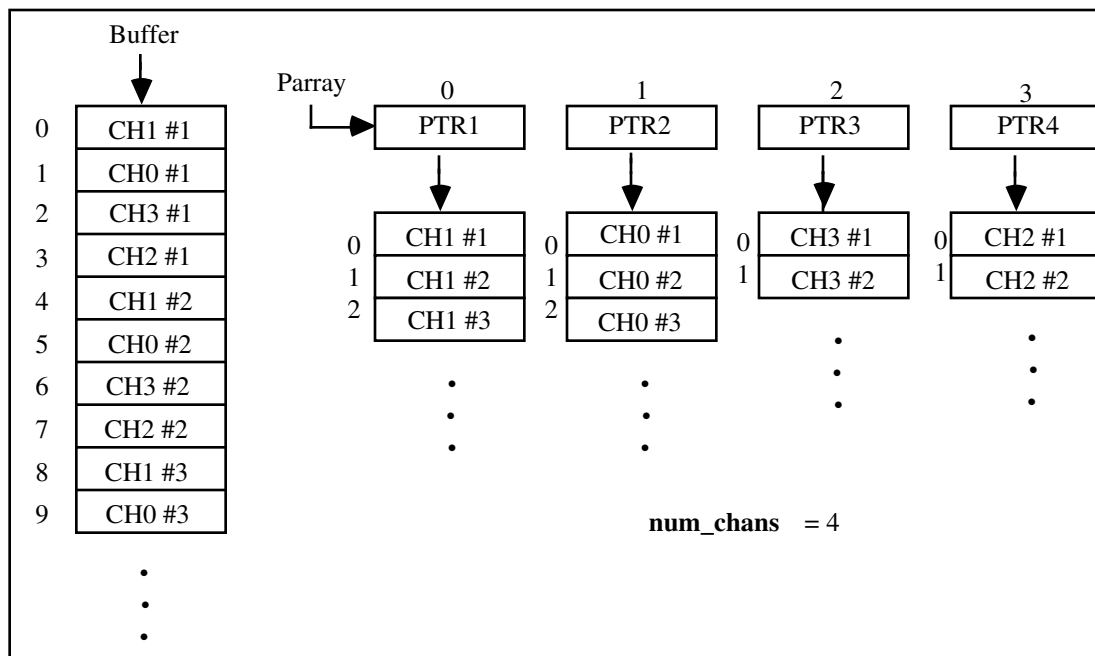 Buffer
Parray
0 1 2 3
PTR1 PTR2 PTR3 PTR4
0 CH1 #1
1 CH0 #1
2 CH3 #1
3 CH2 #1
4 CH1 #2
5 CH0 #2
6 CH3 #2
7 CH2 #2
8 CH1 #3
9 CH0 #3
0 CH1 #1
1 CH1 #2
2 CH1 #3
0 CH0 #1
1 CH0 #2
2 CH0 #3
0 CH3 #1
1 CH3 #2
0 CH2 #1
1 CH2 #2
num_chans = 4